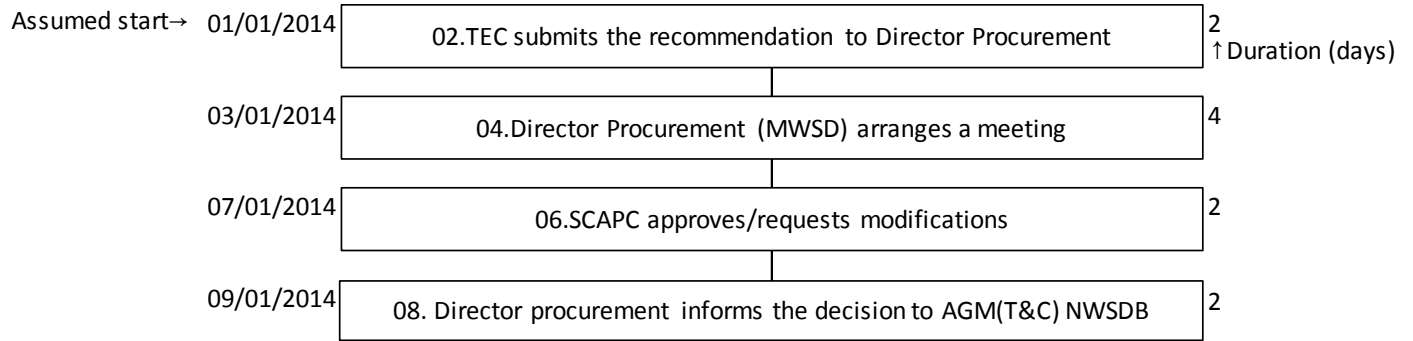 Assumed start→ 01/01/2014 02.TEC submits the recommendation to Director Procurement 2
↑Duration (days)
03/01/2014 04.Director Procurement (MWSD) arranges a meeting 4
07/01/2014 06.SCAPC approves/requests modifications 2
09/01/2014 08. Director procurement informs the decision to AGM(T&C) NWSDB 2